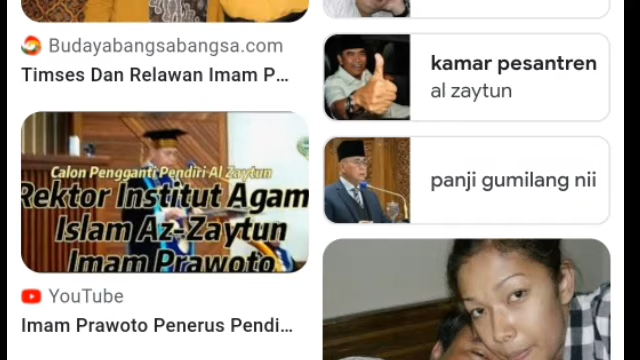 Budayabangsabangsa.com
Timses Dan Relawan Imam P...
Calon Pengganti Pendiri Al Zaytun
Rektor Institut Agam
Islam Az-Zaytun
Imam Prawoto
YouTube
Imam Prawoto Penerus Pendi...
kamar pesantren
al zaytun
panji gumilang nii